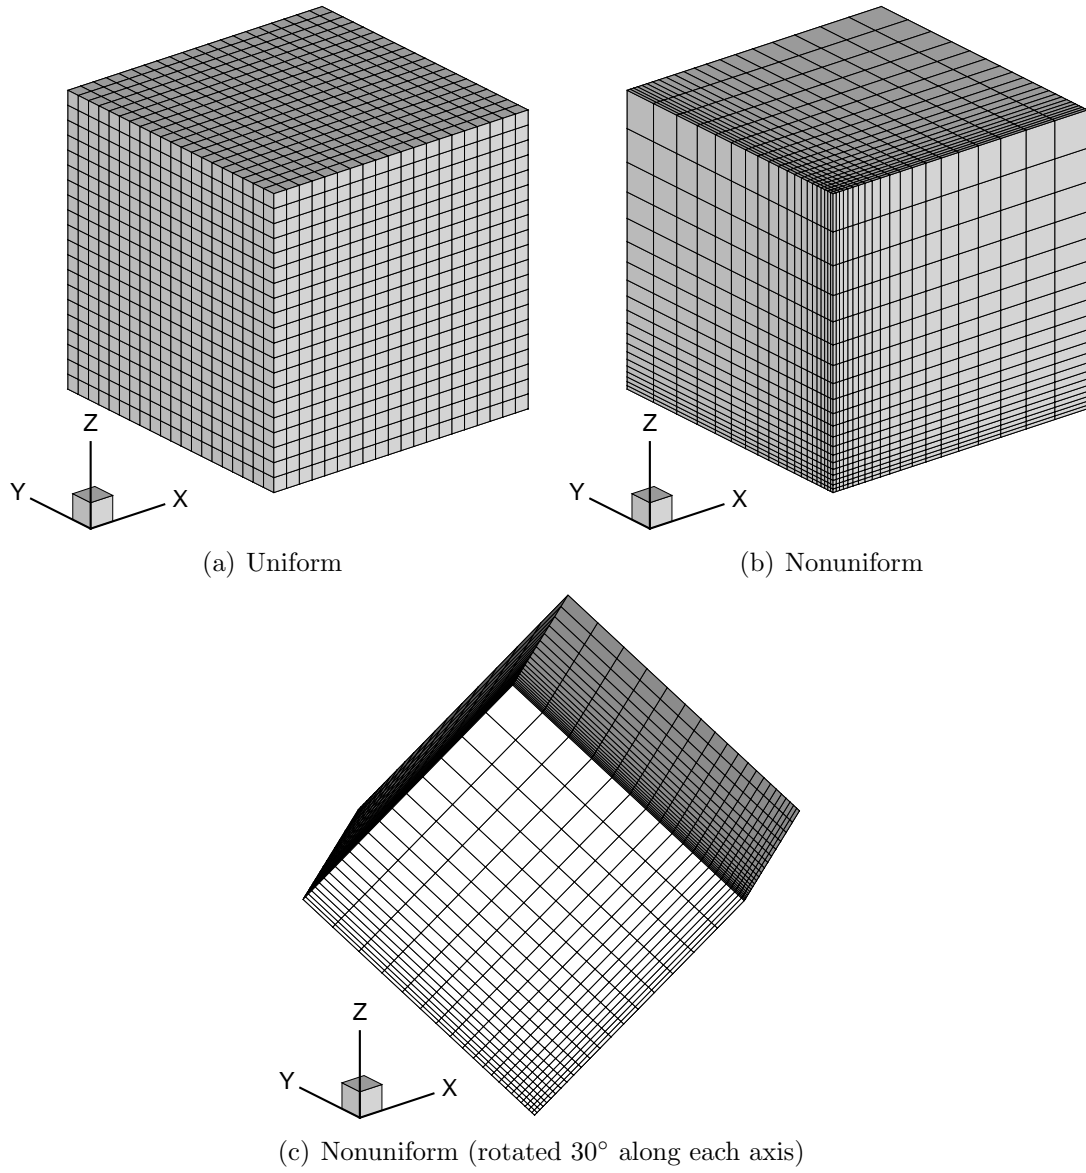 Z
Y
X
(a) Uniform
Z
Y
X
(b) Nonuniform
Z
Y
X
(c) Nonuniform (rotated 30° along each axis)